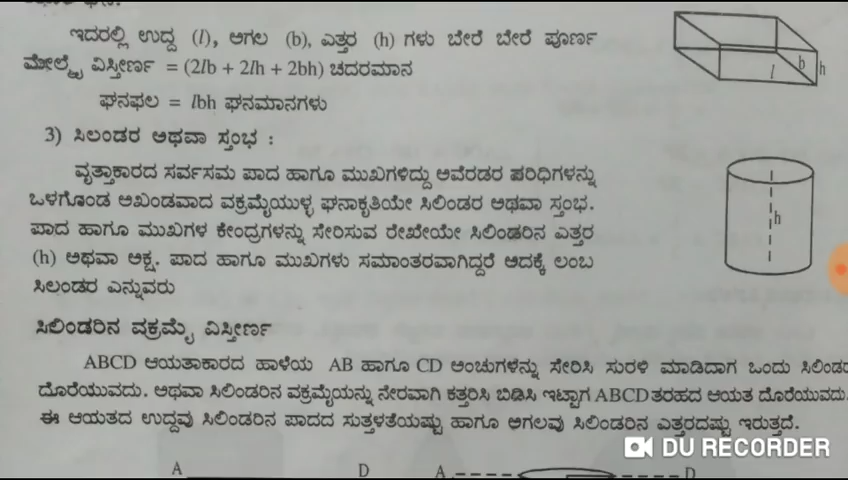 ಇದರಲ್ಲಿ ಉದ್ದ (l), ಅಗಲ (b), ಎತ್ತರ (h) ಗಳು ಬೇರೆ ಬೇರೆ ಪೂರ್ಣ
ಮೇಲ್ಮೈ ವಿಸ್ತೀರ್ಣ = (2lb + 2lh + 2bh) ಚದರಮಾನ
ಘನಫಲ = lbh ಘನಮಾನಗಳು
b
h
l
3) ಸಿಲಂಡರ ಅಥವಾ ಸ್ತಂಭ :
ವೃತ್ತಾಕಾರದ ಸರ್ವಸಮ ಪಾದ ಹಾಗೂ ಮುಖಗಳಿದ್ದು ಅವೆರಡರ ಪರಿಧಿಗಳನ್ನು
ಒಳಗೊಂಡ ಅಖಂಡವಾದ ವಕ್ರಮೈಯುಳ್ಳ ಘನಾಕೃತಿಯೇ ಸಿಲಿಂಡರ ಅಥವಾ ಸ್ತಂಭ.
ಪಾದ ಹಾಗೂ ಮುಖಗಳ ಕೇಂದ್ರಗಳನ್ನು ಸೇರಿಸುವ ರೇಖೇಯೇ ಸಿಲಿಂಡರಿನ ಎತ್ತರ
(h) ಅಥವಾ ಅಕ್ಷ. ಪಾದ ಹಾಗೂ ಮುಖಗಳು ಸಮಾಂತರವಾಗಿದ್ದರೆ ಅದಕ್ಕೆ ಲಂಬ
ಸಿಲಂಡರ ಎನ್ನುವರು
h
ಸಿಲಿಂಡರಿನ ವಕ್ರಮೈ ವಿಸ್ತೀರ್ಣ
ABCD ಆಯತಾಕಾರದ ಹಾಳೆಯ AB ಹಾಗೂ CD ಅಂಚುಗಳನ್ನು ಸೇರಿಸಿ ಸುರಳಿ ಮಾಡಿದಾಗ ಒಂದು ಸಿಲಿಂಡರ
ದೊರೆಯುವದು. ಅಥವಾ ಸಿಲಿಂಡರಿನ ವಕ್ರಮೈಯನ್ನು ನೇರವಾಗಿ ಕತ್ತರಿಸಿ ಬಿಡಿಸಿ ಇಟ್ಟಾಗ ABCD ತರಹದ ಆಯತ ದೊರೆಯುವದು.
ಈ ಆಯತದ ಉದ್ದವು ಸಿಲಿಂಡರಿನ ಪಾದದ ಸುತ್ತಳತೆಯಷ್ಟು ಹಾಗೂ ಅಗಲವು ಸಿಲಿಂಡರಿನ ಎತ್ತರದಷ್ಟು ಇರುತ್ತದೆ.
DU RECORDER
A D A D